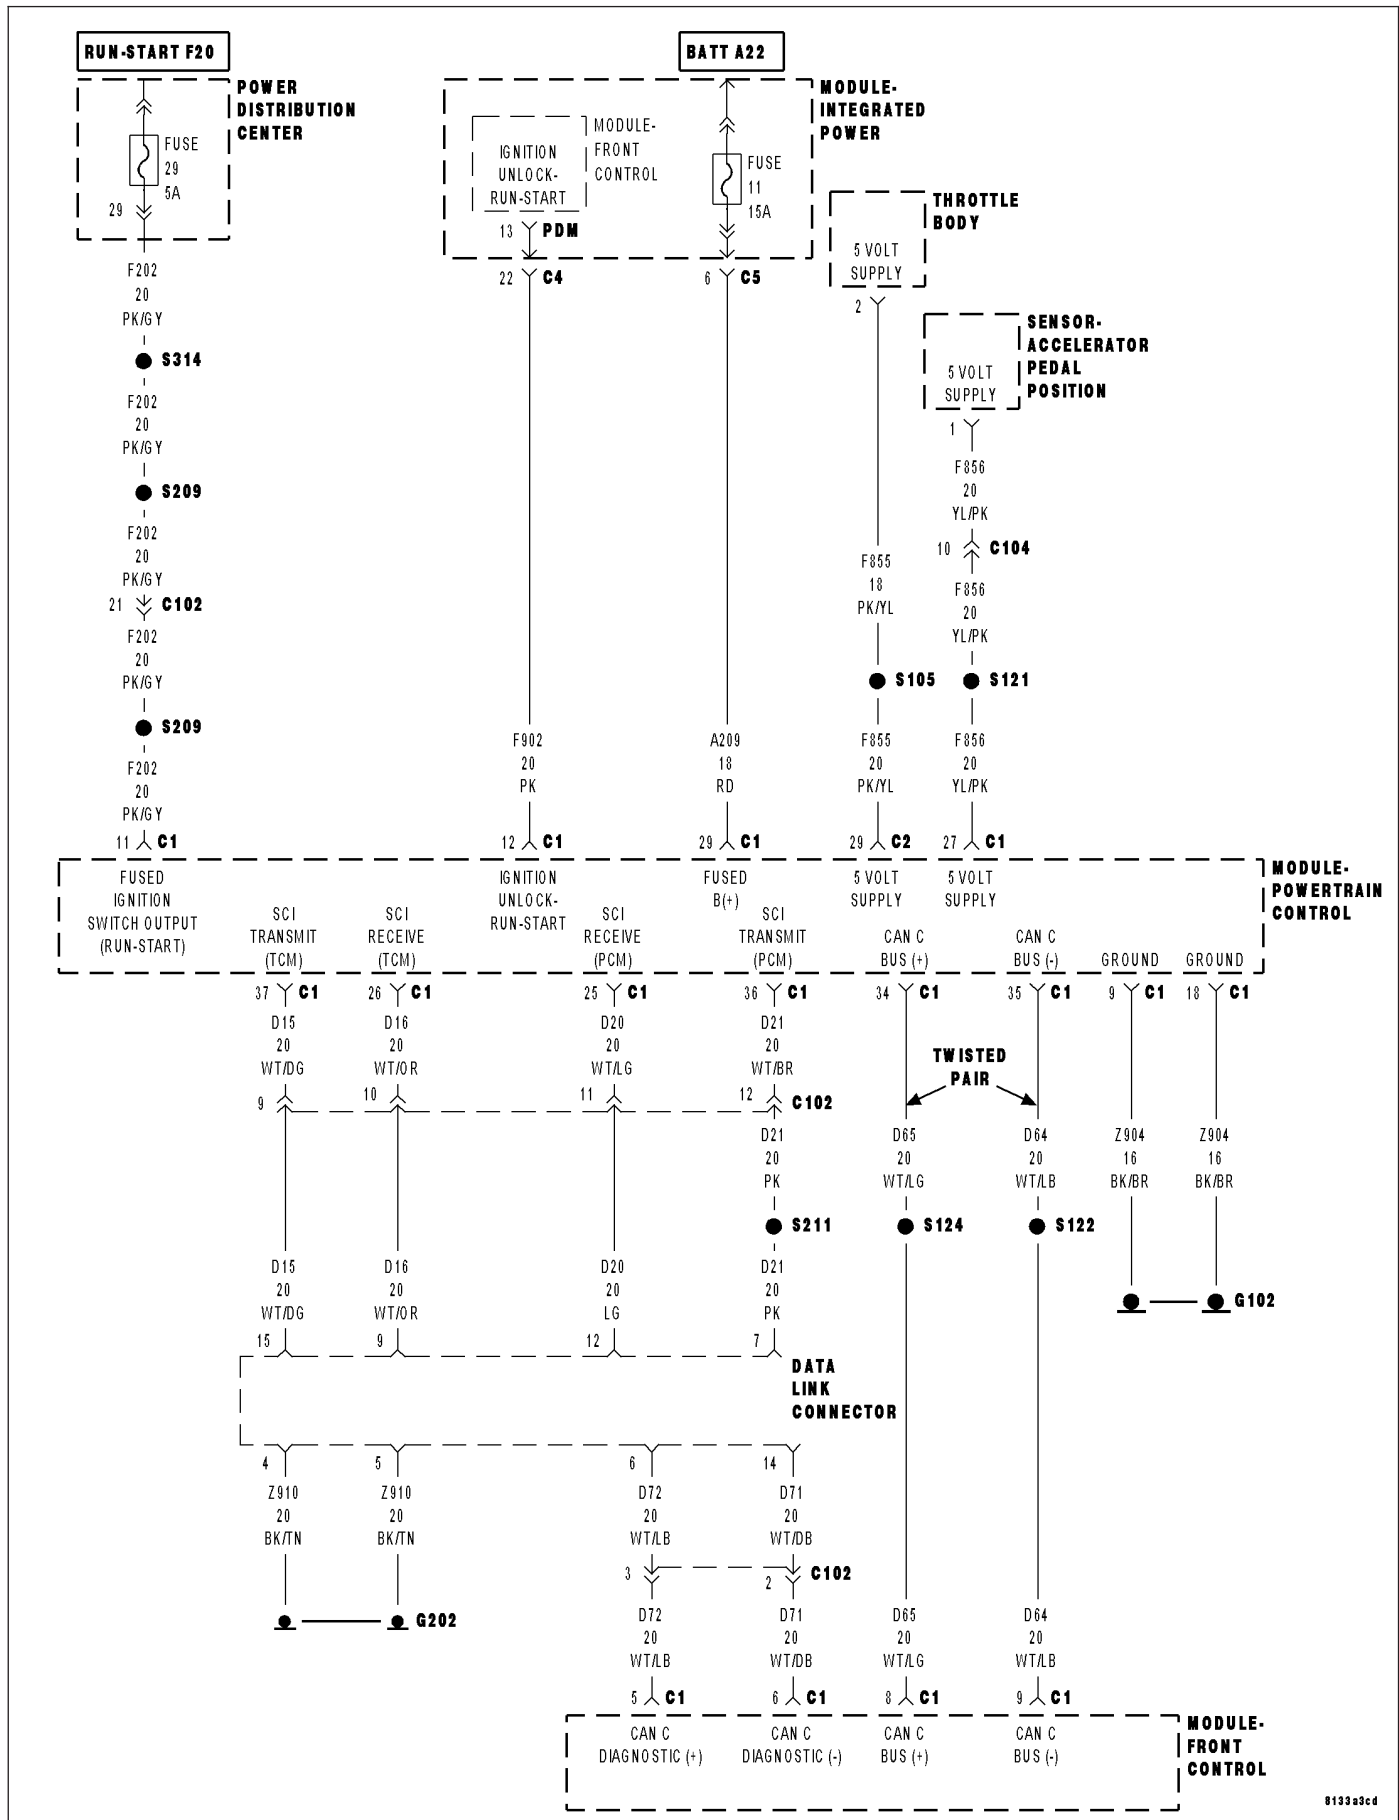 RUN-START F20
BATT A22
POWER
DISTRIBUTION
CENTER
FUSE
29
5A
29
MODULE-
INTEGRATED
POWER
MODULE-
FRONT
CONTROL
IGNITION
UNLOCK-
RUN-START
13 PDM
FUSE
11
15A
22 C4
6 C5
THROTTLE
BODY
5 VOLT
SUPPLY
2
SENSOR-
ACCELERATOR
PEDAL
POSITION
5 VOLT
SUPPLY
1
F202
20
PK/GY
S314
F202
20
PK/GY
S209
F202
20
PK/GY
21 C102
F202
20
PK/GY
S209
F202
20
PK/GY
11 C1
F902
20
PK
12 C1
A209
18
RD
29 C1
F855
18
PK/YL
S105
F855
20
PK/YL
29 C2
F856
20
YL/PK
10 C104
F856
20
YL/PK
S121
F856
20
YL/PK
27 C1
MODULE-
POWERTRAIN
CONTROL
FUSED
IGNITION
SWITCH OUTPUT
(RUN-START)
IGNITION
UNLOCK-
RUN-START
FUSED
B(+)
5 VOLT
SUPPLY
5 VOLT
SUPPLY
SCI
TRANSMIT
(TCM)
SCI
RECEIVE
(TCM)
SCI
RECEIVE
(PCM)
SCI
TRANSMIT
(PCM)
CAN C
BUS (+)
CAN C
BUS (-)
GROUND
GROUND
37 C1
26 C1
25 C1
36 C1
34 C1
35 C1
9 C1
18 C1
D15
20
WT/DG
D16
20
WT/OR
D20
20
WT/LG
D21
20
WT/BR
TWISTED
PAIR
9
10
11
12 C102
D21
20
PK
S211
D65
20
WT/LG
S124
D64
20
WT/LB
S122
Z904
16
BK/BR
Z904
16
BK/BR
G102
D15
20
WT/DG
15
D16
20
WT/OR
9
D20
20
LG
12
D21
20
PK
7
DATA
LINK
CONNECTOR
4
5
6
14
Z910
20
BK/TN
Z910
20
BK/TN
G202
D72
20
WT/LB
D71
20
WT/DB
3
2 C102
D72
20
WT/LB
D71
20
WT/DB
D65
20
WT/LG
D64
20
WT/LB
5 C1
6 C1
8 C1
9 C1
CAN C
DIAGNOSTIC (+)
CAN C
DIAGNOSTIC (-)
CAN C
BUS (+)
CAN C
BUS (-)
MODULE-
FRONT
CONTROL
8133a3cd